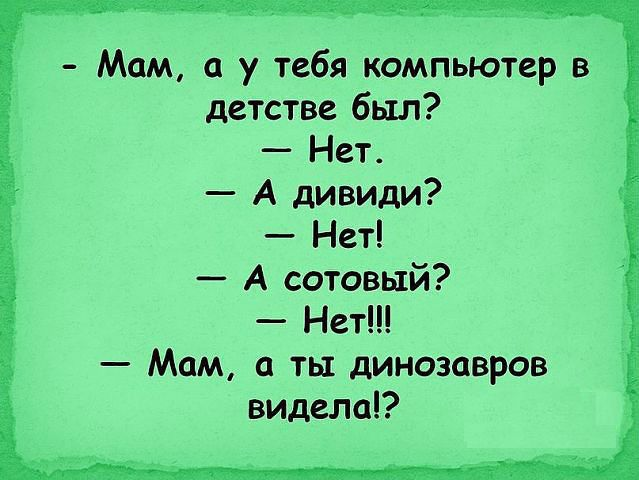 - Мам, а у тебя компьютер в
детстве был?
— Нет.
— А дивиди?
— Нет!
— А сотовый?
— Нет!!!
— Мам, а ты динозавров
видела!?